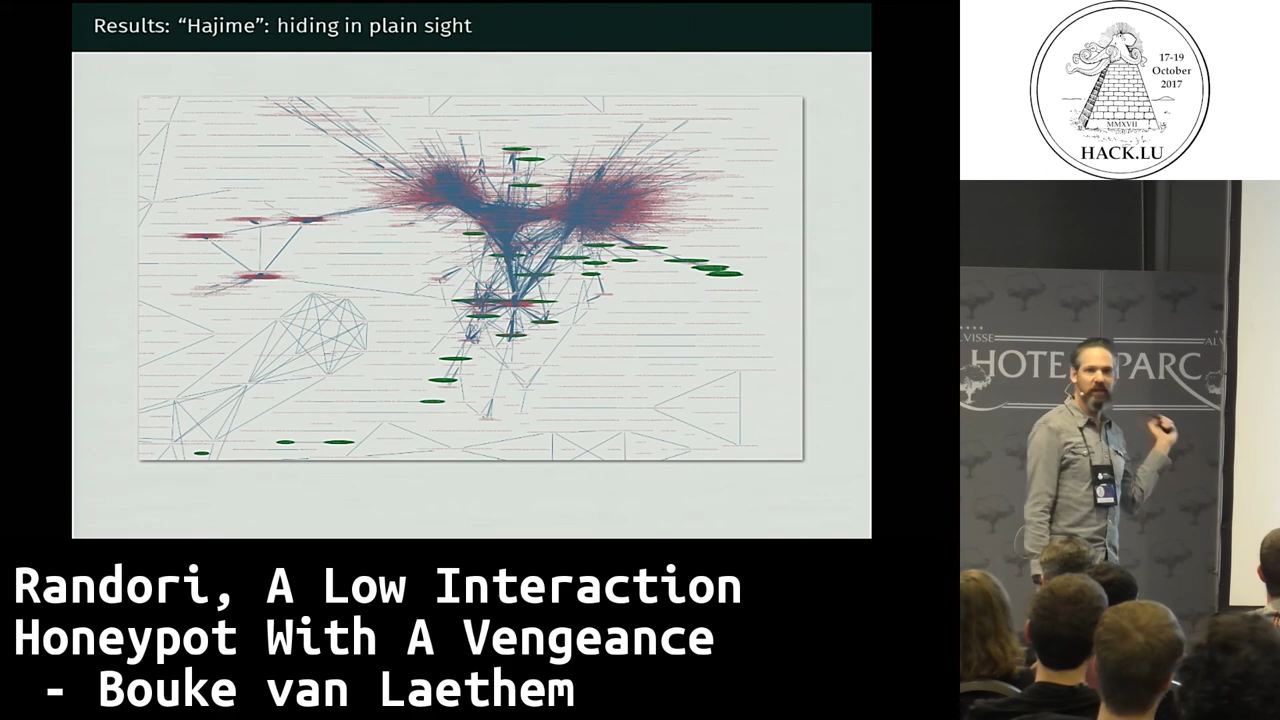 Results: “Hajime”: hiding in plain sight
17-19
October
2017
MMXVII
HACK.LU
HOTE PARC
Randori, A Low Interaction
Honeypot With A Vengeance
- Bouke van Laethem